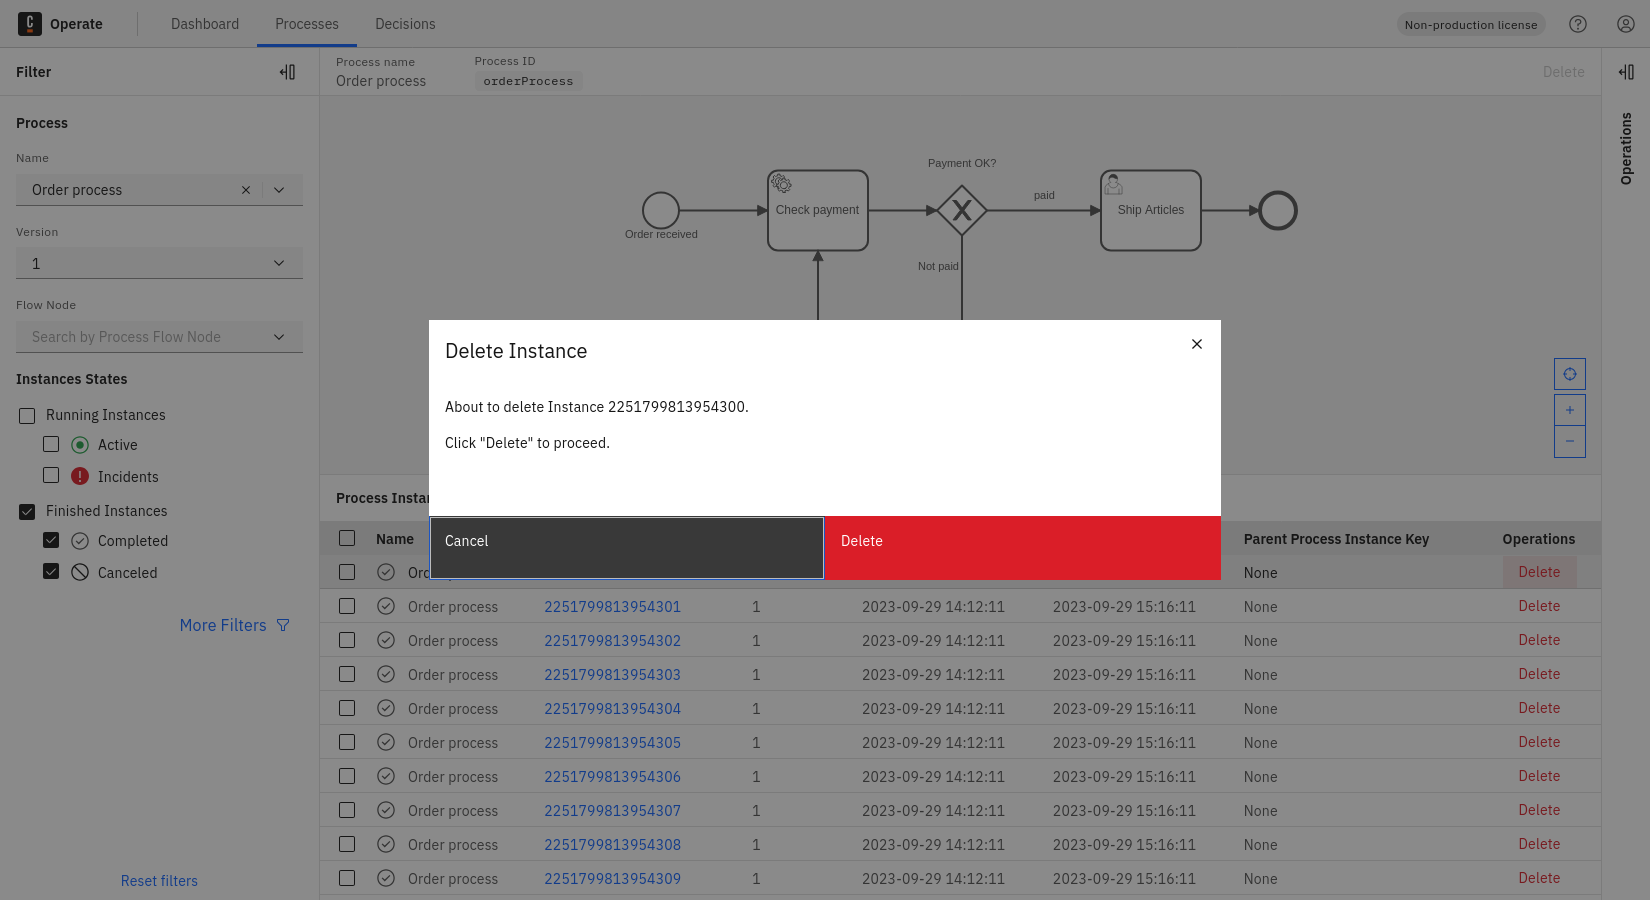 Operate
Dashboard
Processes
Decisions
Non-production license
Filter
Process name
Order process
Process ID
orderProcess
Delete
Operations
Process
Name
Order process
Version
1
Flow Node
Search by Process Flow Node
Instances States
Running Instances
Active
Incidents
Finished Instances
Completed
Canceled
More Filters
Reset filters
Order received
Check payment
Payment OK?
paid
Not paid
Ship Articles
Delete Instance
About to delete Instance 2251799813954300.
Click "Delete" to proceed.
Cancel
Delete
Process
Name Parent Process Instance Key Operations
None Delete
Order process 2251799813954301 1 2023-09-29 14:12:11 2023-09-29 15:16:11 None Delete
Order process 2251799813954302 1 2023-09-29 14:12:11 2023-09-29 15:16:11 None Delete
Order process 2251799813954303 1 2023-09-29 14:12:11 2023-09-29 15:16:11 None Delete
Order process 2251799813954304 1 2023-09-29 14:12:11 2023-09-29 15:16:11 None Delete
Order process 2251799813954305 1 2023-09-29 14:12:11 2023-09-29 15:16:11 None Delete
Order process 2251799813954306 1 2023-09-29 14:12:11 2023-09-29 15:16:11 None Delete
Order process 2251799813954307 1 2023-09-29 14:12:11 2023-09-29 15:16:11 None Delete
Order process 2251799813954308 1 2023-09-29 14:12:11 2023-09-29 15:16:11 None Delete
Order process 2251799813954309 1 2023-09-29 14:12:11 2023-09-29 15:16:11 None Delete